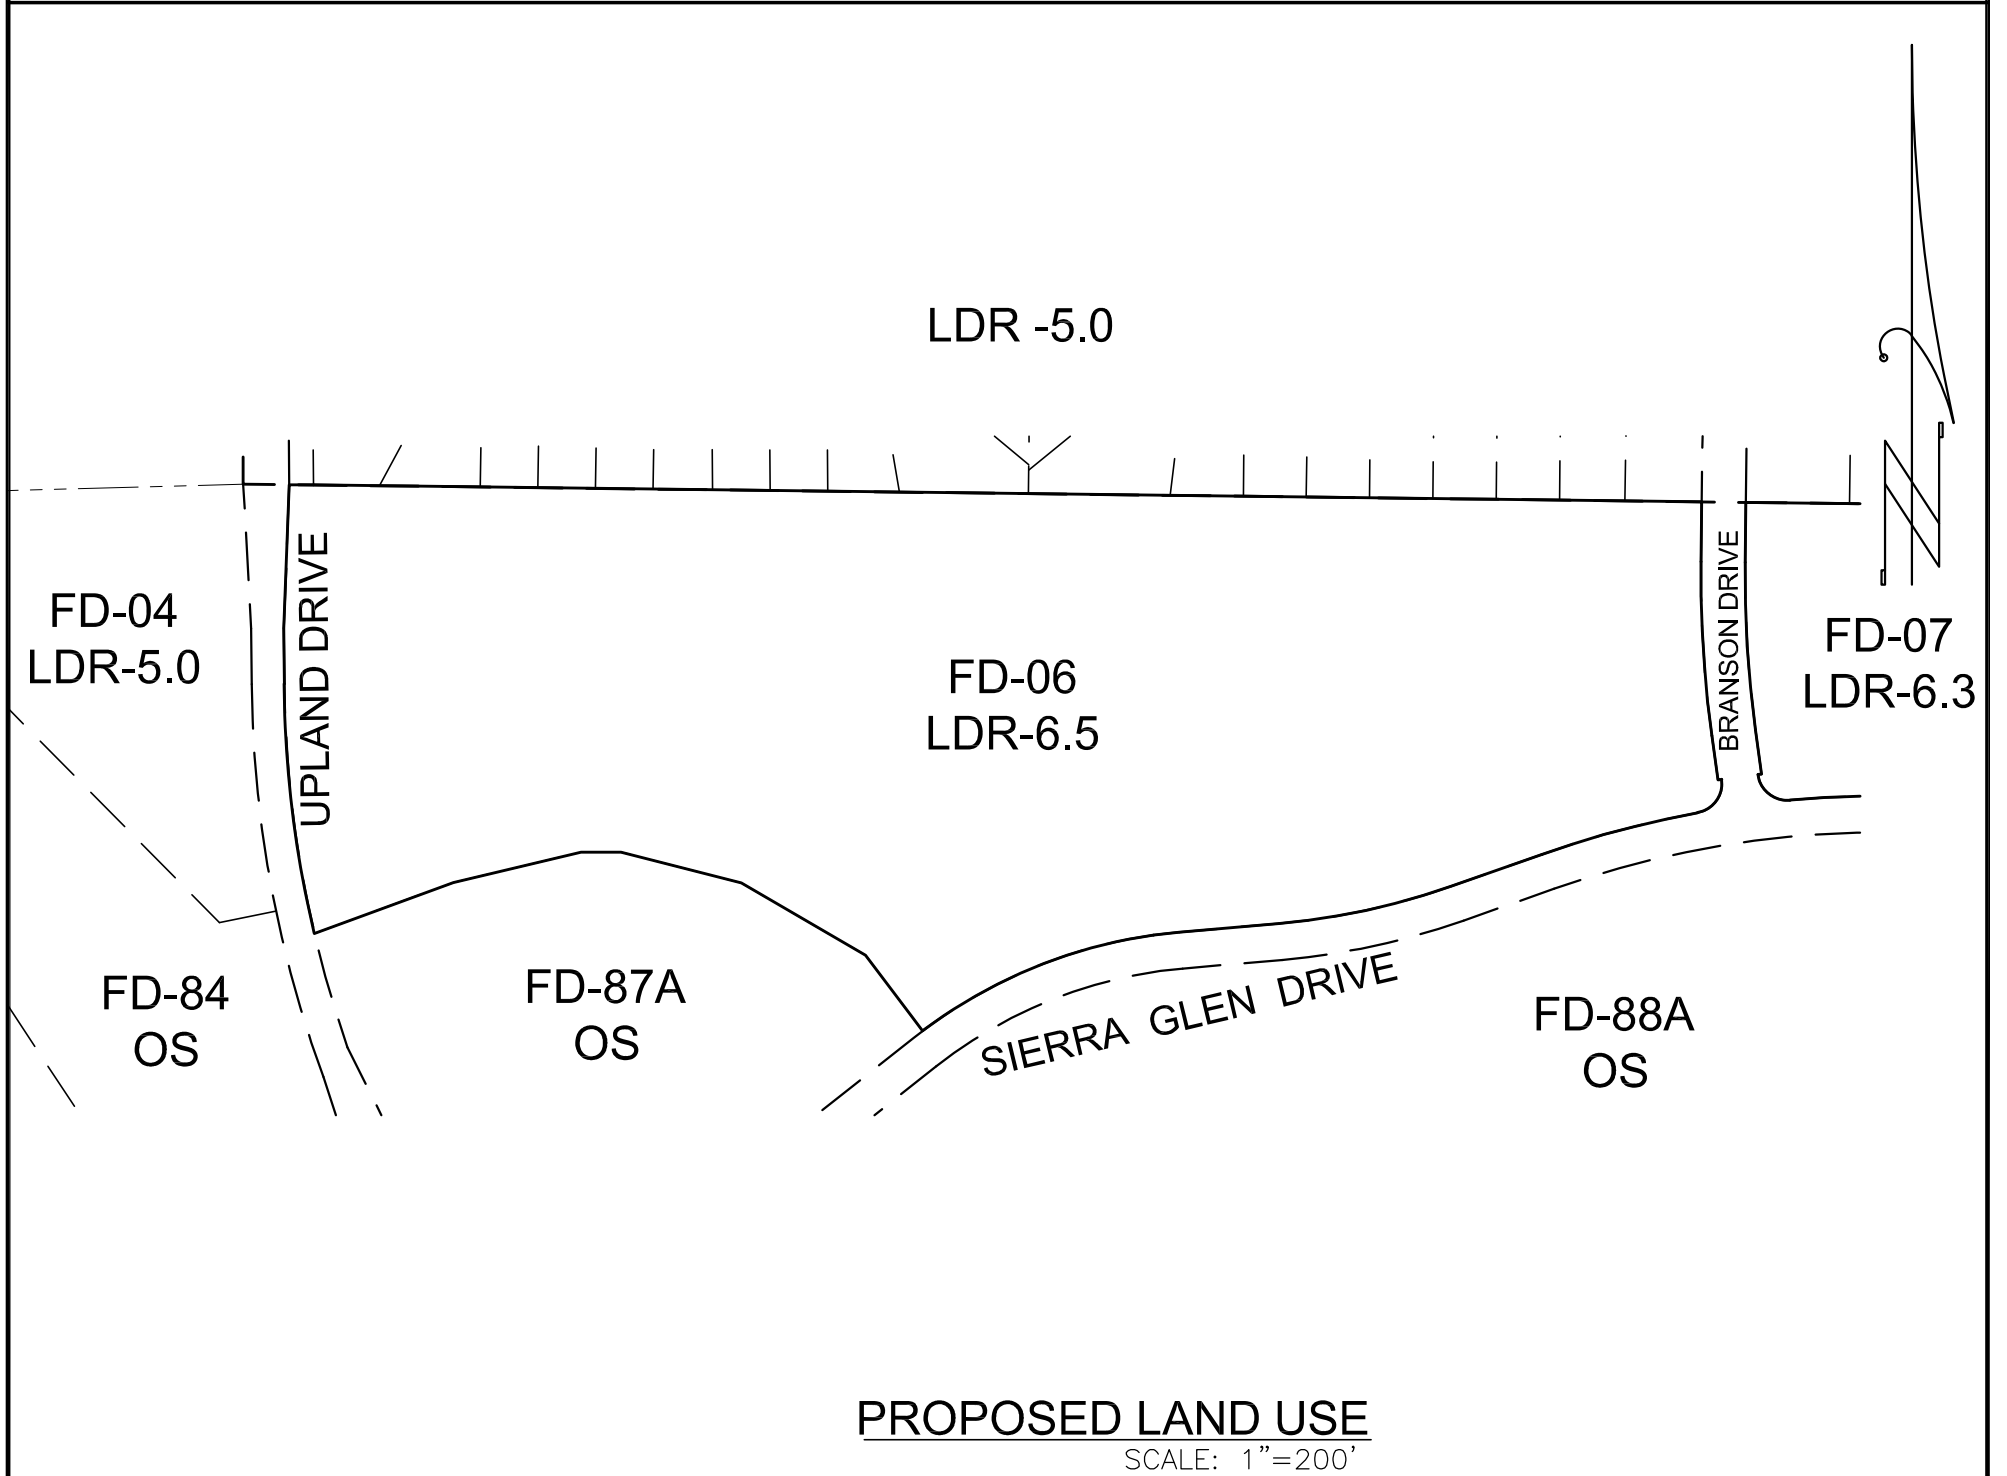 LDR -5.0
FD-04
LDR-5.0
UPLAND DRIVE
FD-06
LDR-6.5
BRANSON DRIVE
FD-07
LDR-6.3
FD-84
OS
FD-87A
OS
SIERRA GLEN DRIVE
FD-88A
OS
N
PROPOSED LAND USE
SCALE: 1"=200'